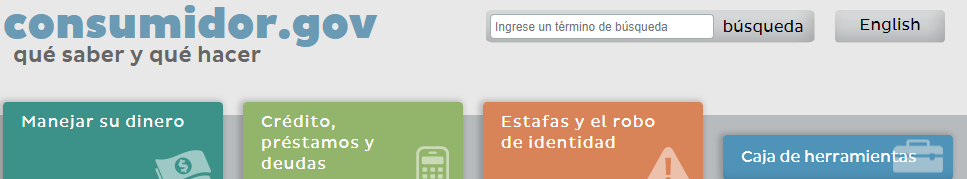 consumidor.gov
qué saber y qué hacer
Ingrese un término de búsqueda
búsqueda
English
Manejar su dinero
Crédito,
préstamos y
deudas
Estafas y el robo
de identidad
Caja de herramientas